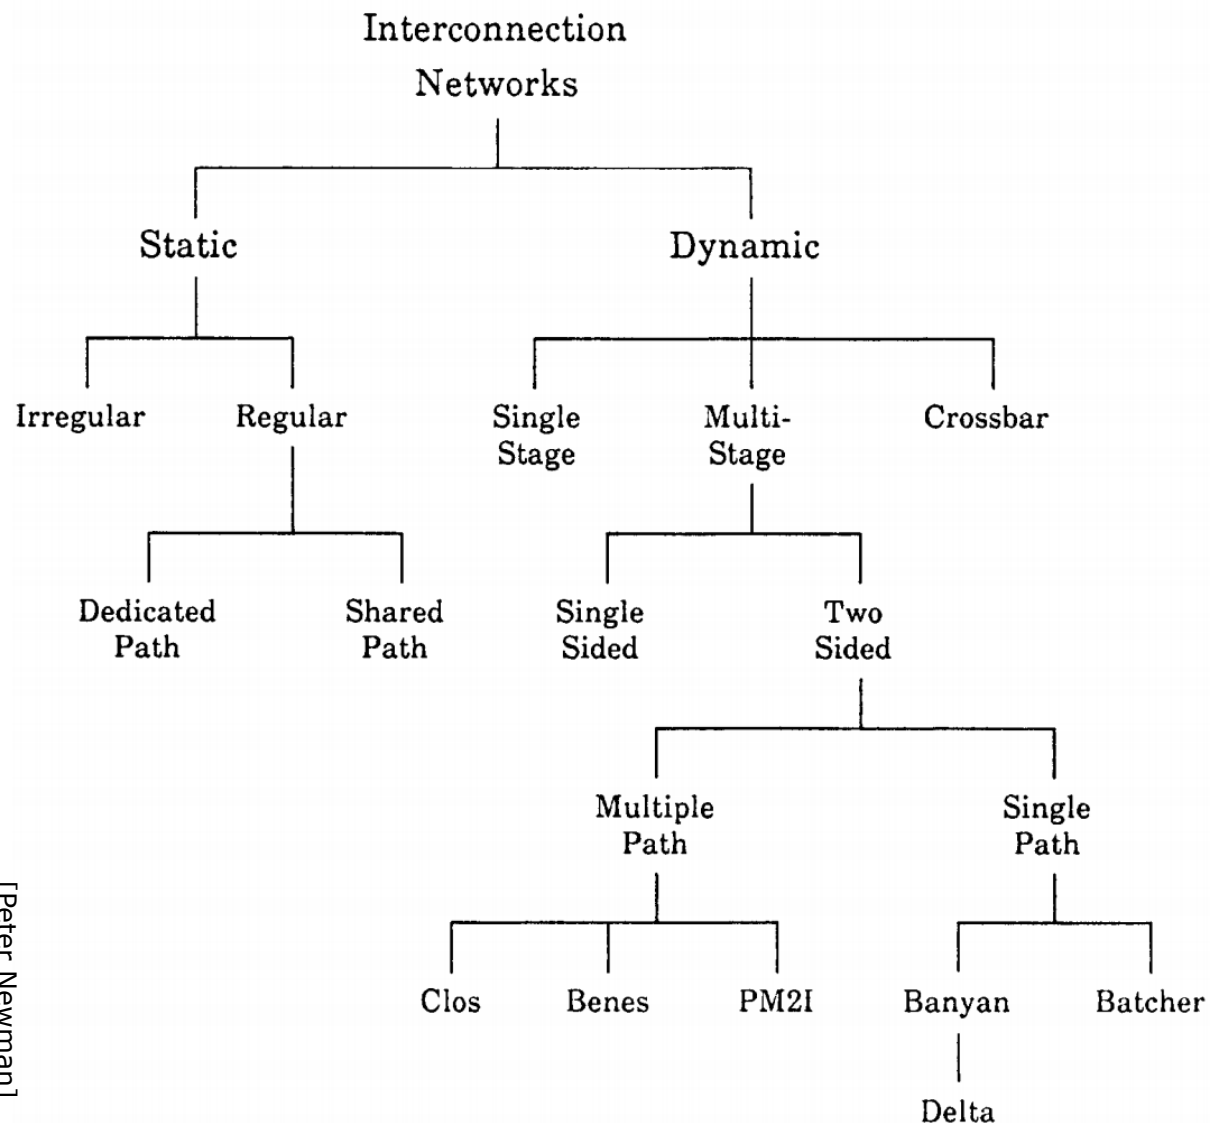 Interconnection
Networks
Static
Dynamic
Irregular
Regular
Single
Stage
Multi-
Stage
Crossbar
Dedicated
Path
Shared
Path
Single
Sided
Two
Sided
Multiple
Path
Single
Path
Clos
Benes
PM2I
Banyan
Batcher
Delta
[Peter Newman]